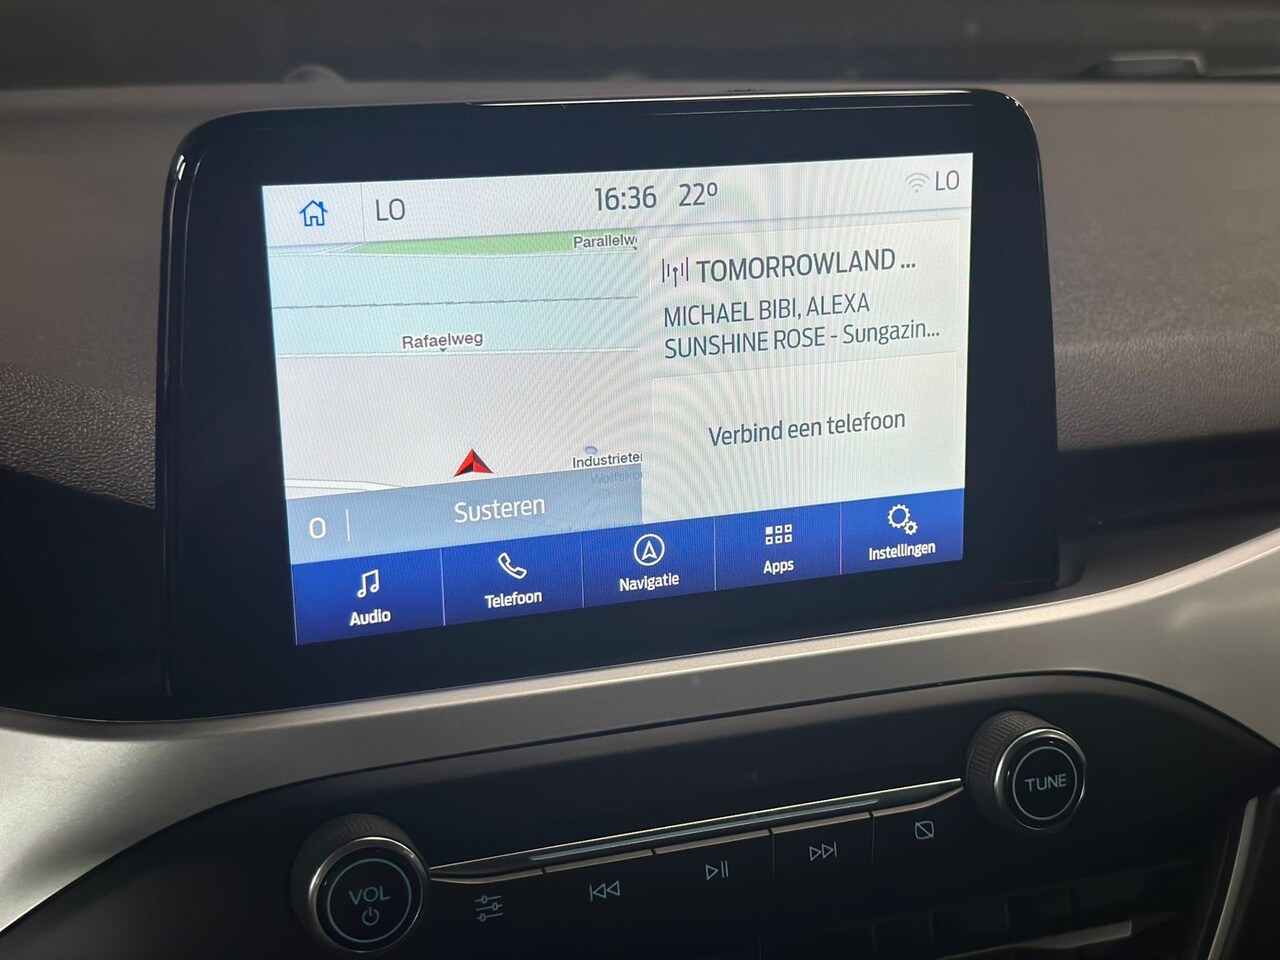 LO
16:36 22°
LO
Parallelw
Rafaelweg
Industrieter
0
Susteren
TOMORROWLAND ...
MICHAEL BIBI, ALEXA
SUNSHINE ROSE - Sungazin...
Verbind een telefoon
Audio
Telefoon
Navigatie
Apps
Instellingen
VOL
TUNE